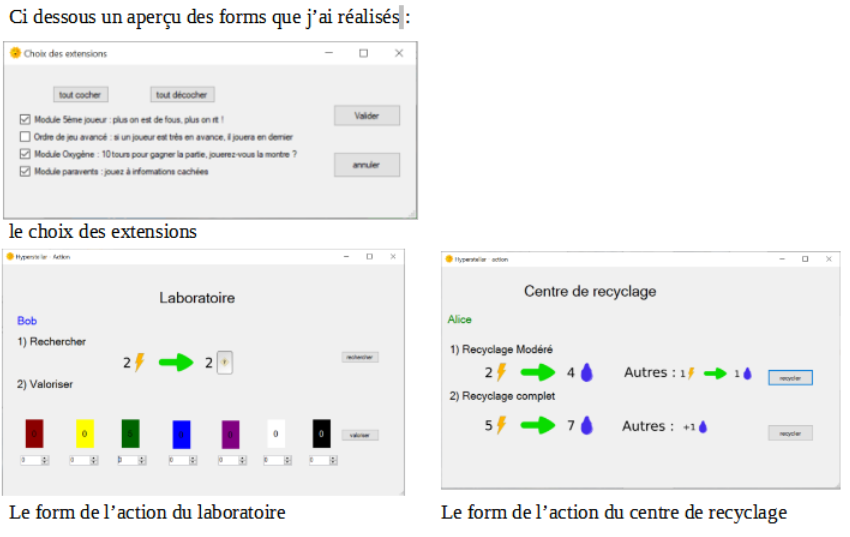 Ci dessous un aperçu des forms que j'ai réalisés :
Choix des extensions
tout cocher tout décocher
Module 5ème joueur : plus on est de fous, plus on rit !
Valider
Ordre de jeu avancé : si un joueur est très en avance, il jouera en dernier
Module Oxygène : 10 tours pour gagner la partie, jouerez-vous la montre ?
annuler
Module paravents : jouez à informations cachées
le choix des extensions
Hyperstellar - Action
Laboratoire
Bob
1) Rechercher
2 2
rechercher
2) Valoriser
0 0 0 0 0 0 0
valoriser
0 0 0 0 0 0 0
Le form de l'action du laboratoire
Hyperstellar - action
Centre de recyclage
Alice
1) Recyclage Modéré
2 4 Autres : 1 1
recycler
2) Recyclage complet
5 7 Autres : +1
recycler
Le form de l'action du centre de recyclage